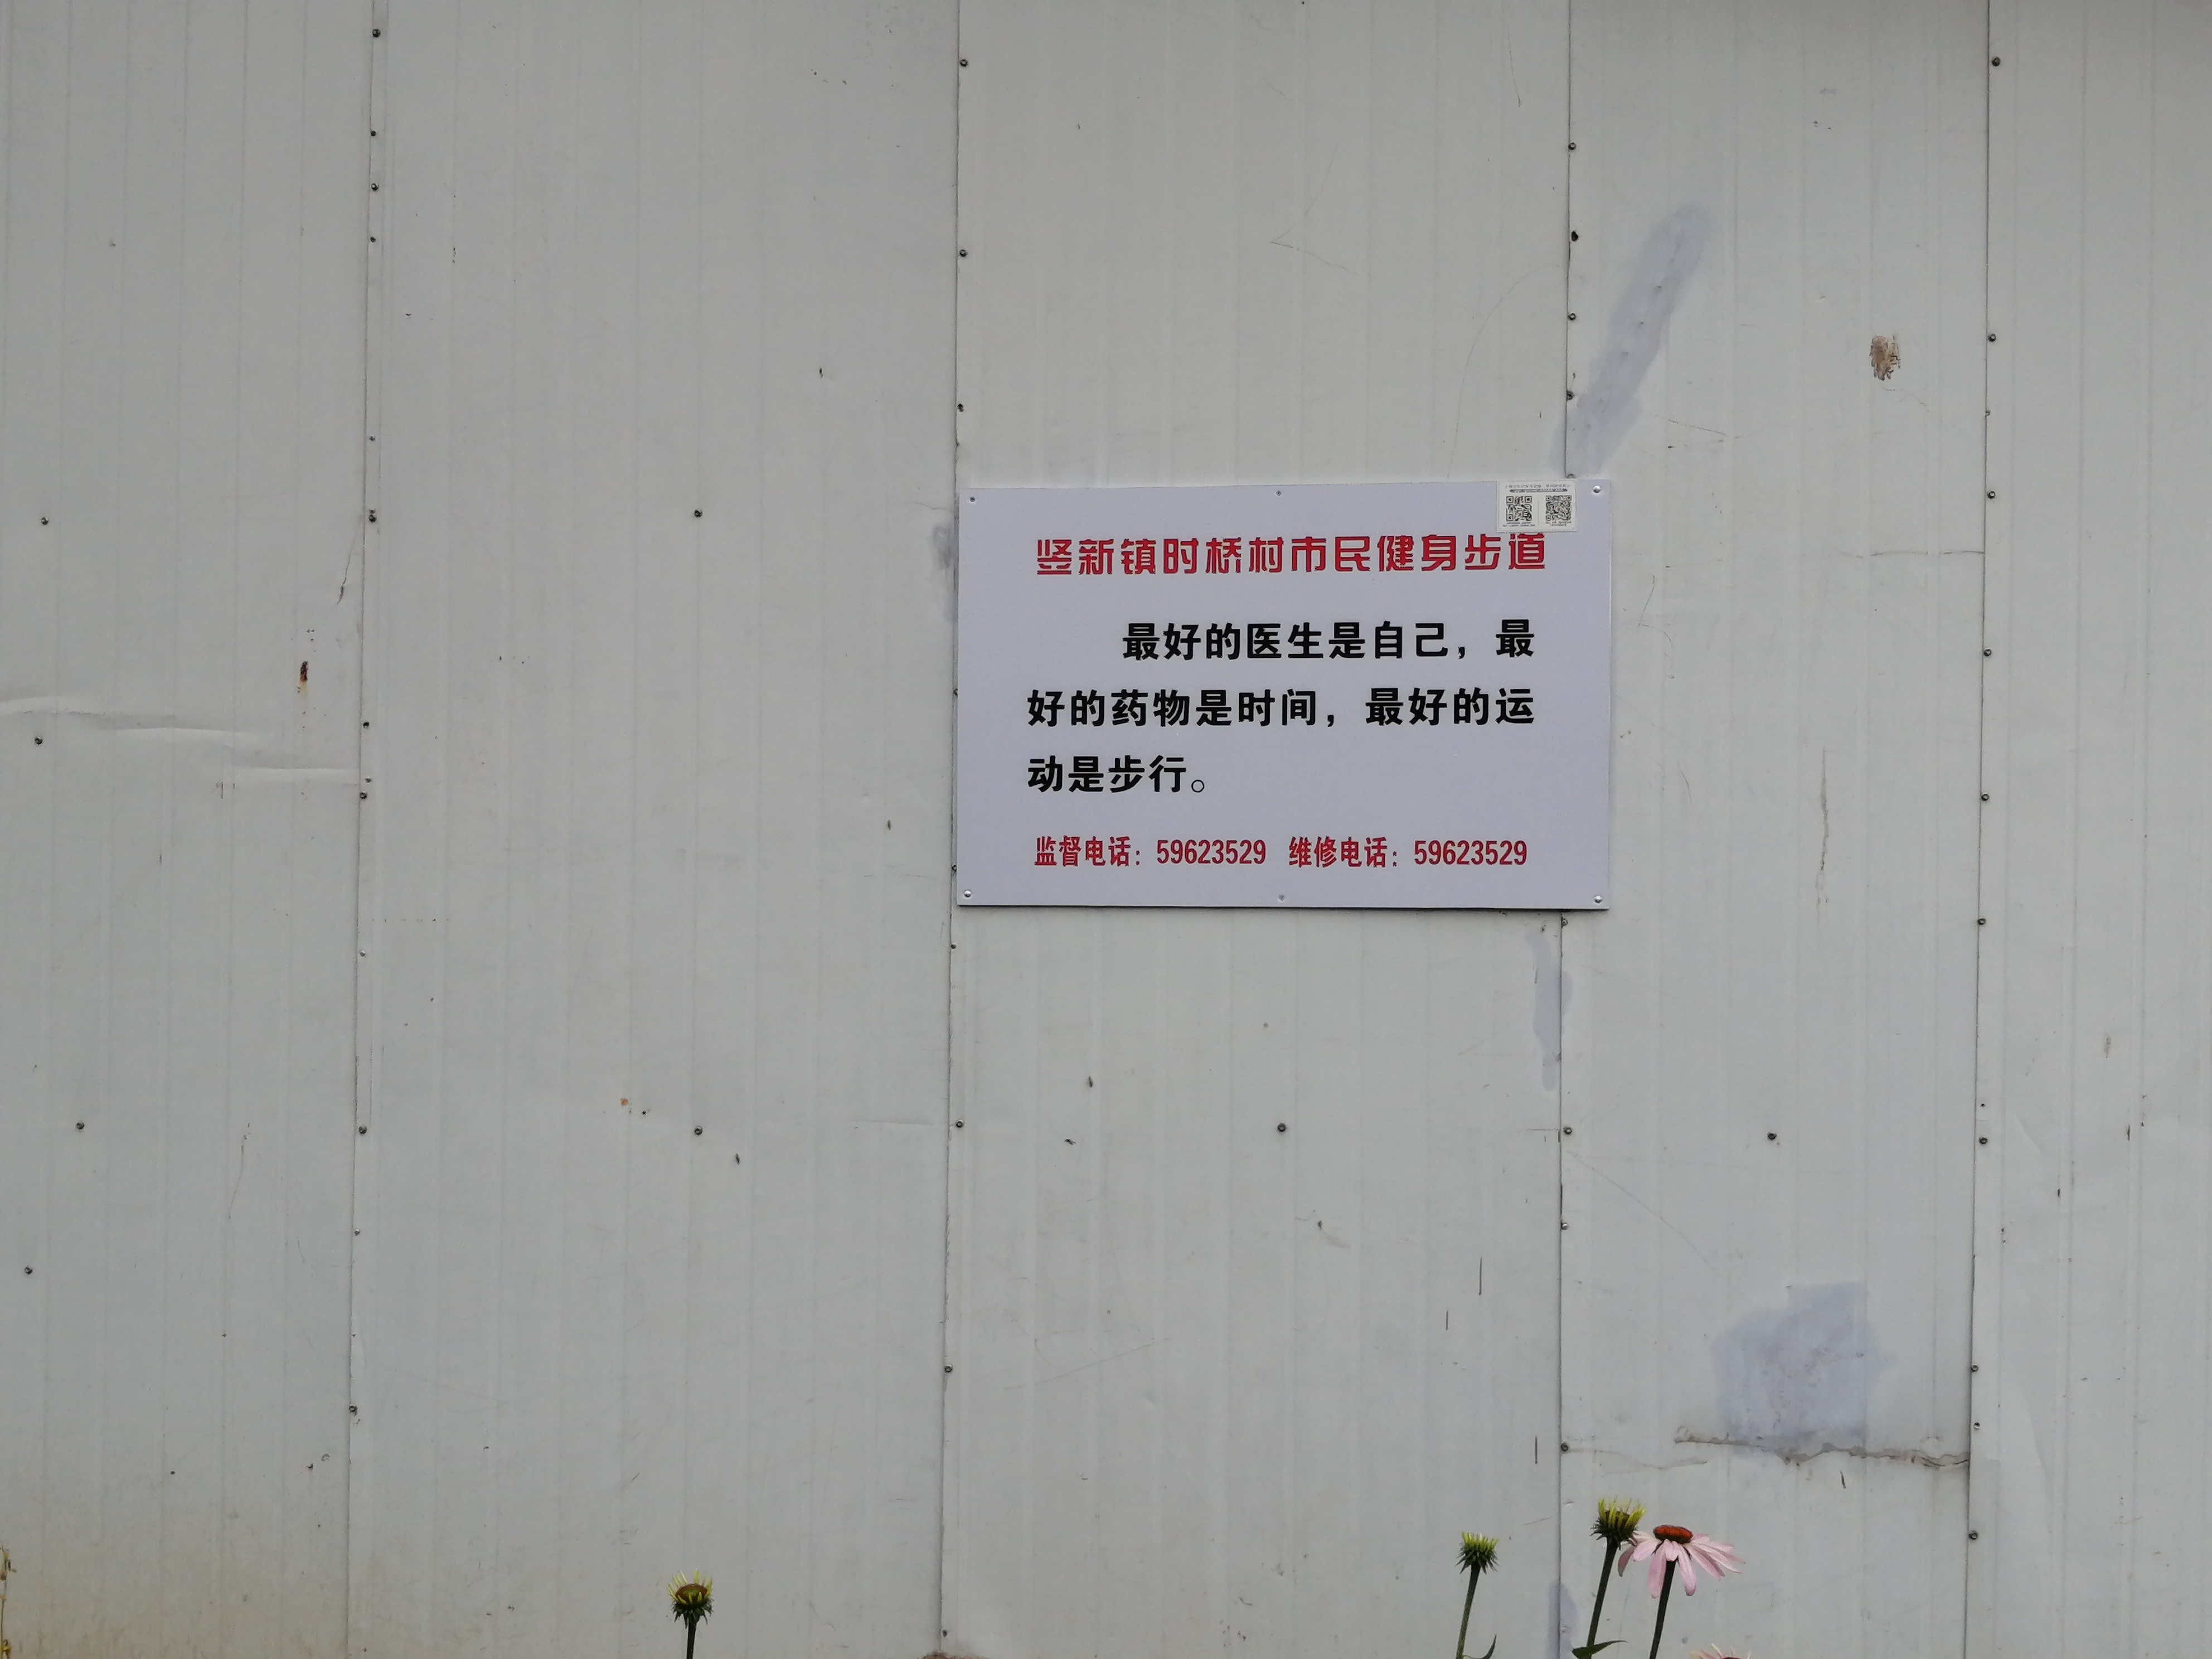 竖新镇时桥村市民健身步道
最好的医生是自己，最
好的药物是时间，最好的运
动是步行。
监督电话：59623529 维修电话：59623529